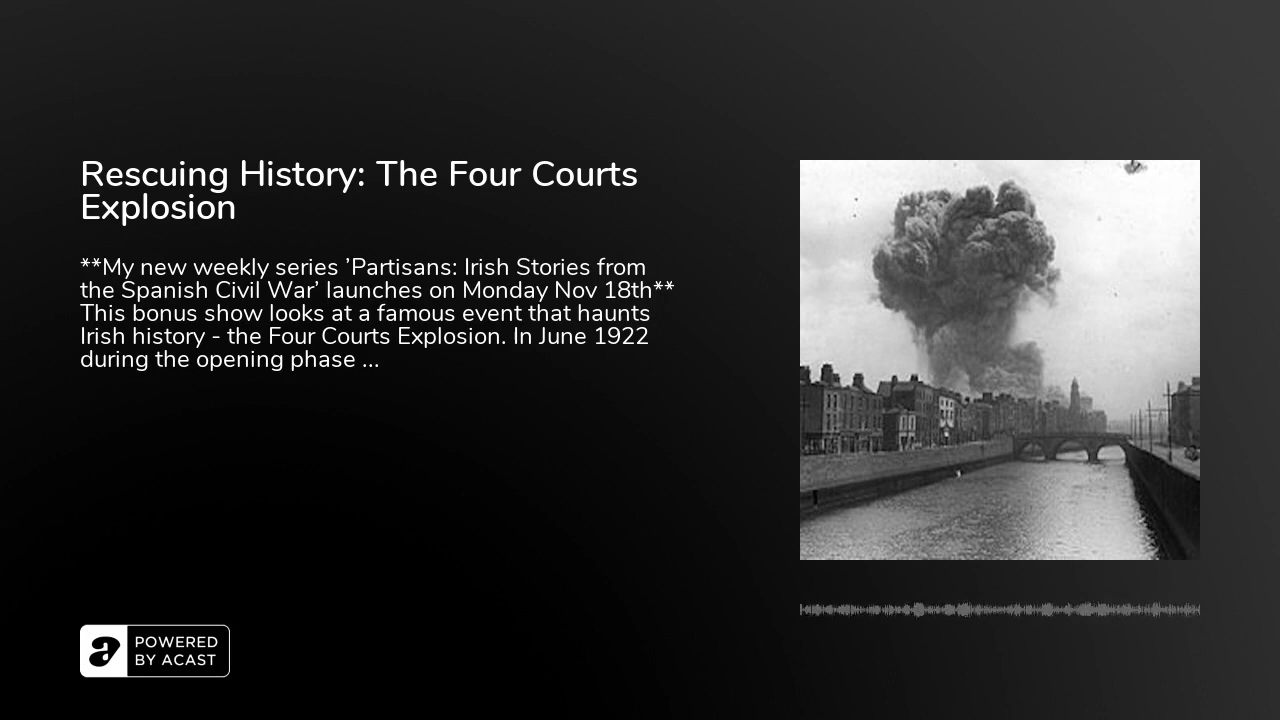 Rescuing History: The Four Courts
Explosion
**My new weekly series ’Partisans: Irish Stories from
the Spanish Civil War’ launches on Monday Nov 18th**
This bonus show looks at a famous event that haunts
Irish history - the Four Courts Explosion. In June 1922
during the opening phase ...
POWERED
BY ACAST